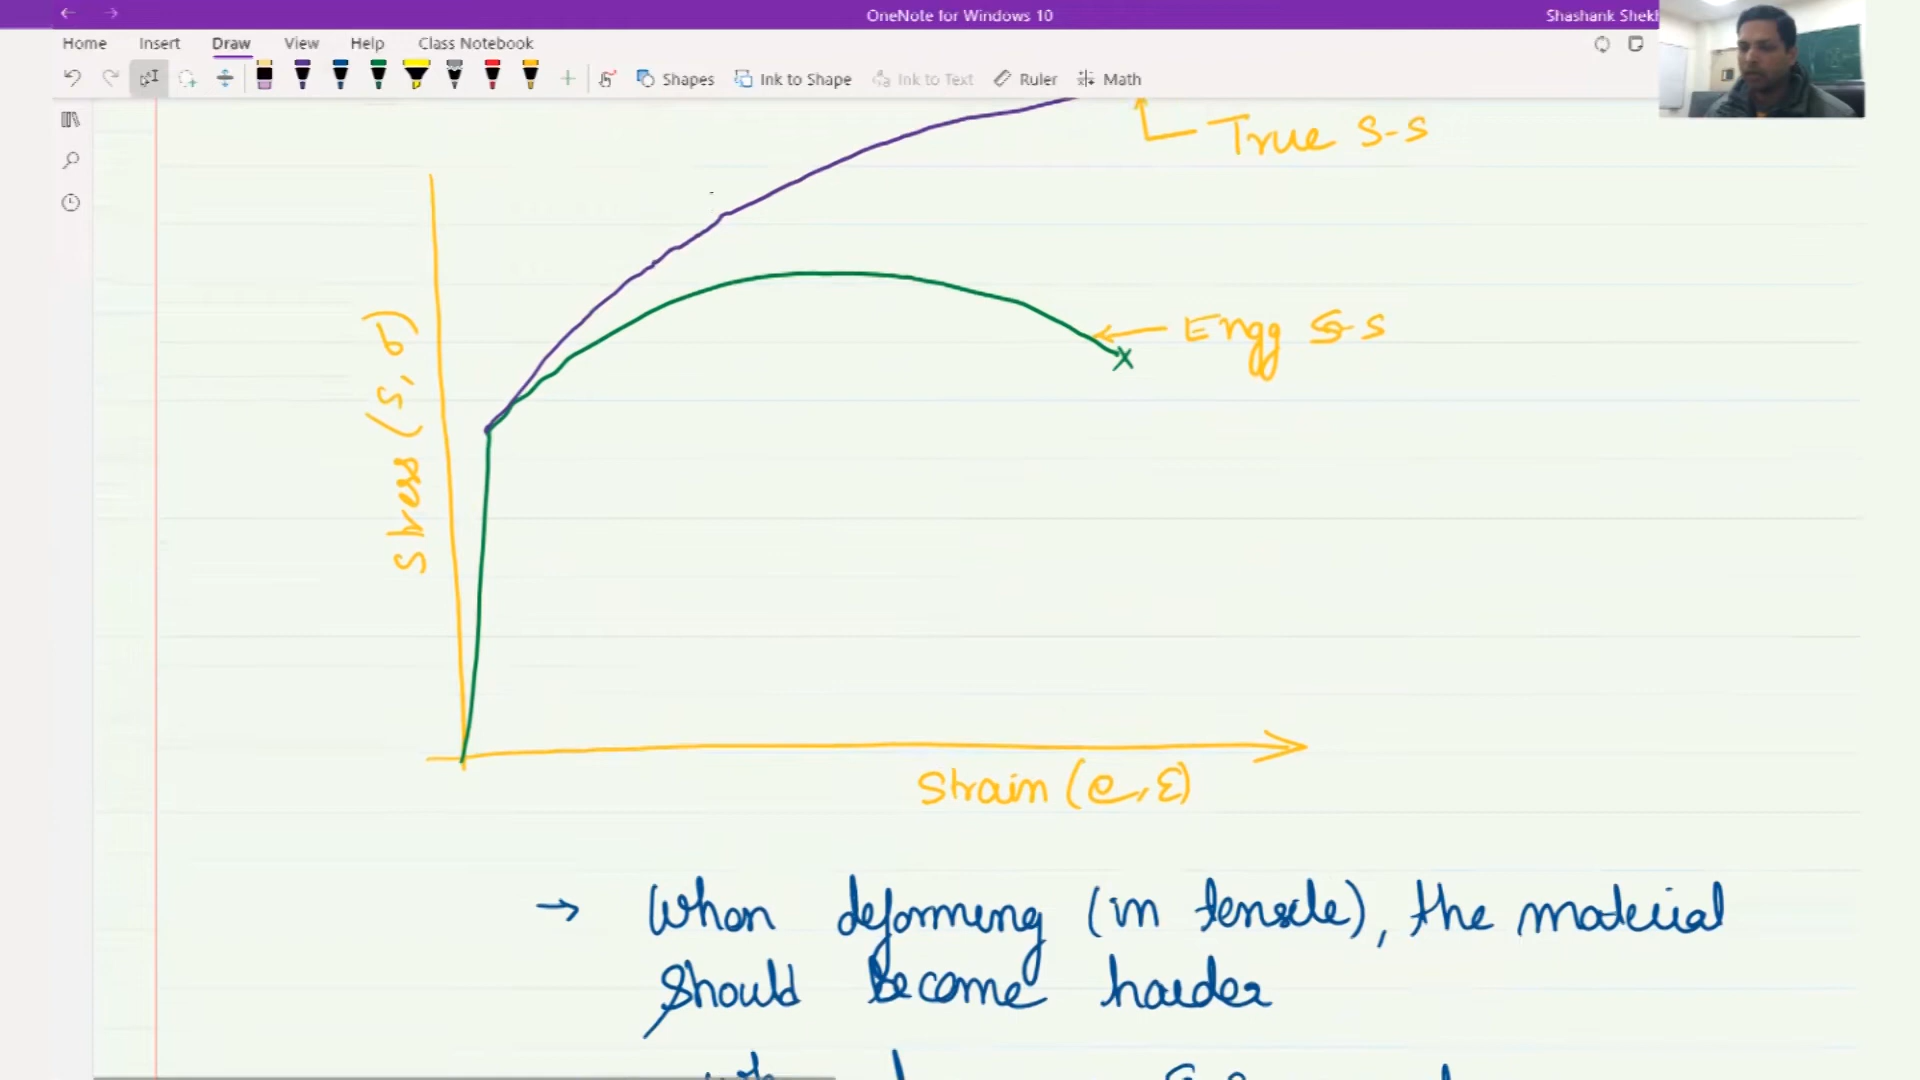 OneNote for Windows 10
Shashank Shekh
Home Insert Draw View Help Class Notebook
Shapes Ink to Shape Ink to Text Ruler Math
True S-S
Engg S-S
Stress (s, σ)
Strain (e, ε)
→ When deforming (in tensile), the material
should become harder